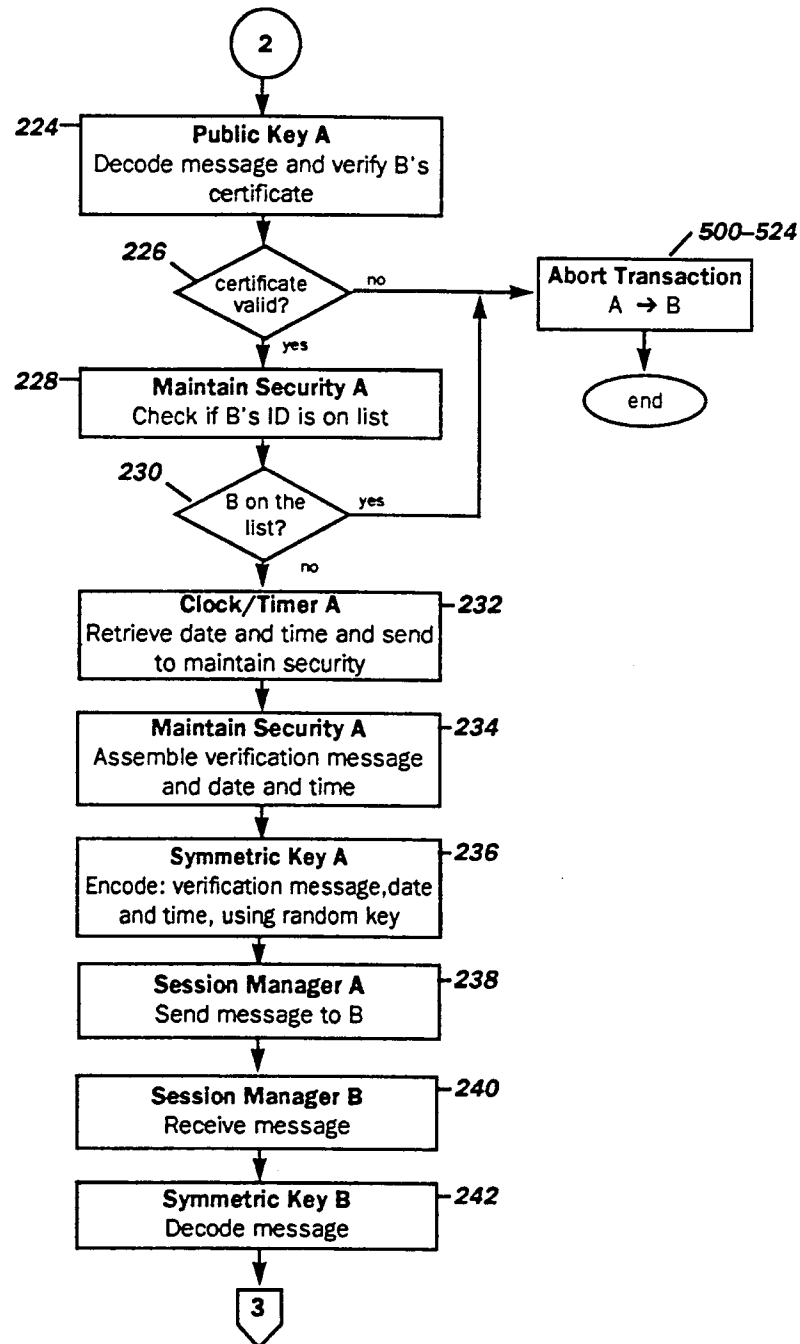 2
224
Public Key A
Decode message and verify B's
certificate
226
certificate
valid?
no
yes
500–524
Abort Transaction
A → B
end
228
Maintain Security A
Check if B's ID is on list
230
B on the
list?
yes
no
Clock/Timer A
Retrieve date and time and send
to maintain security
232
Maintain Security A
Assemble verification message
and date and time
234
Symmetric Key A
Encode: verification message,date
and time, using random key
236
Session Manager A
Send message to B
238
Session Manager B
Receive message
240
Symmetric Key B
Decode message
242
3